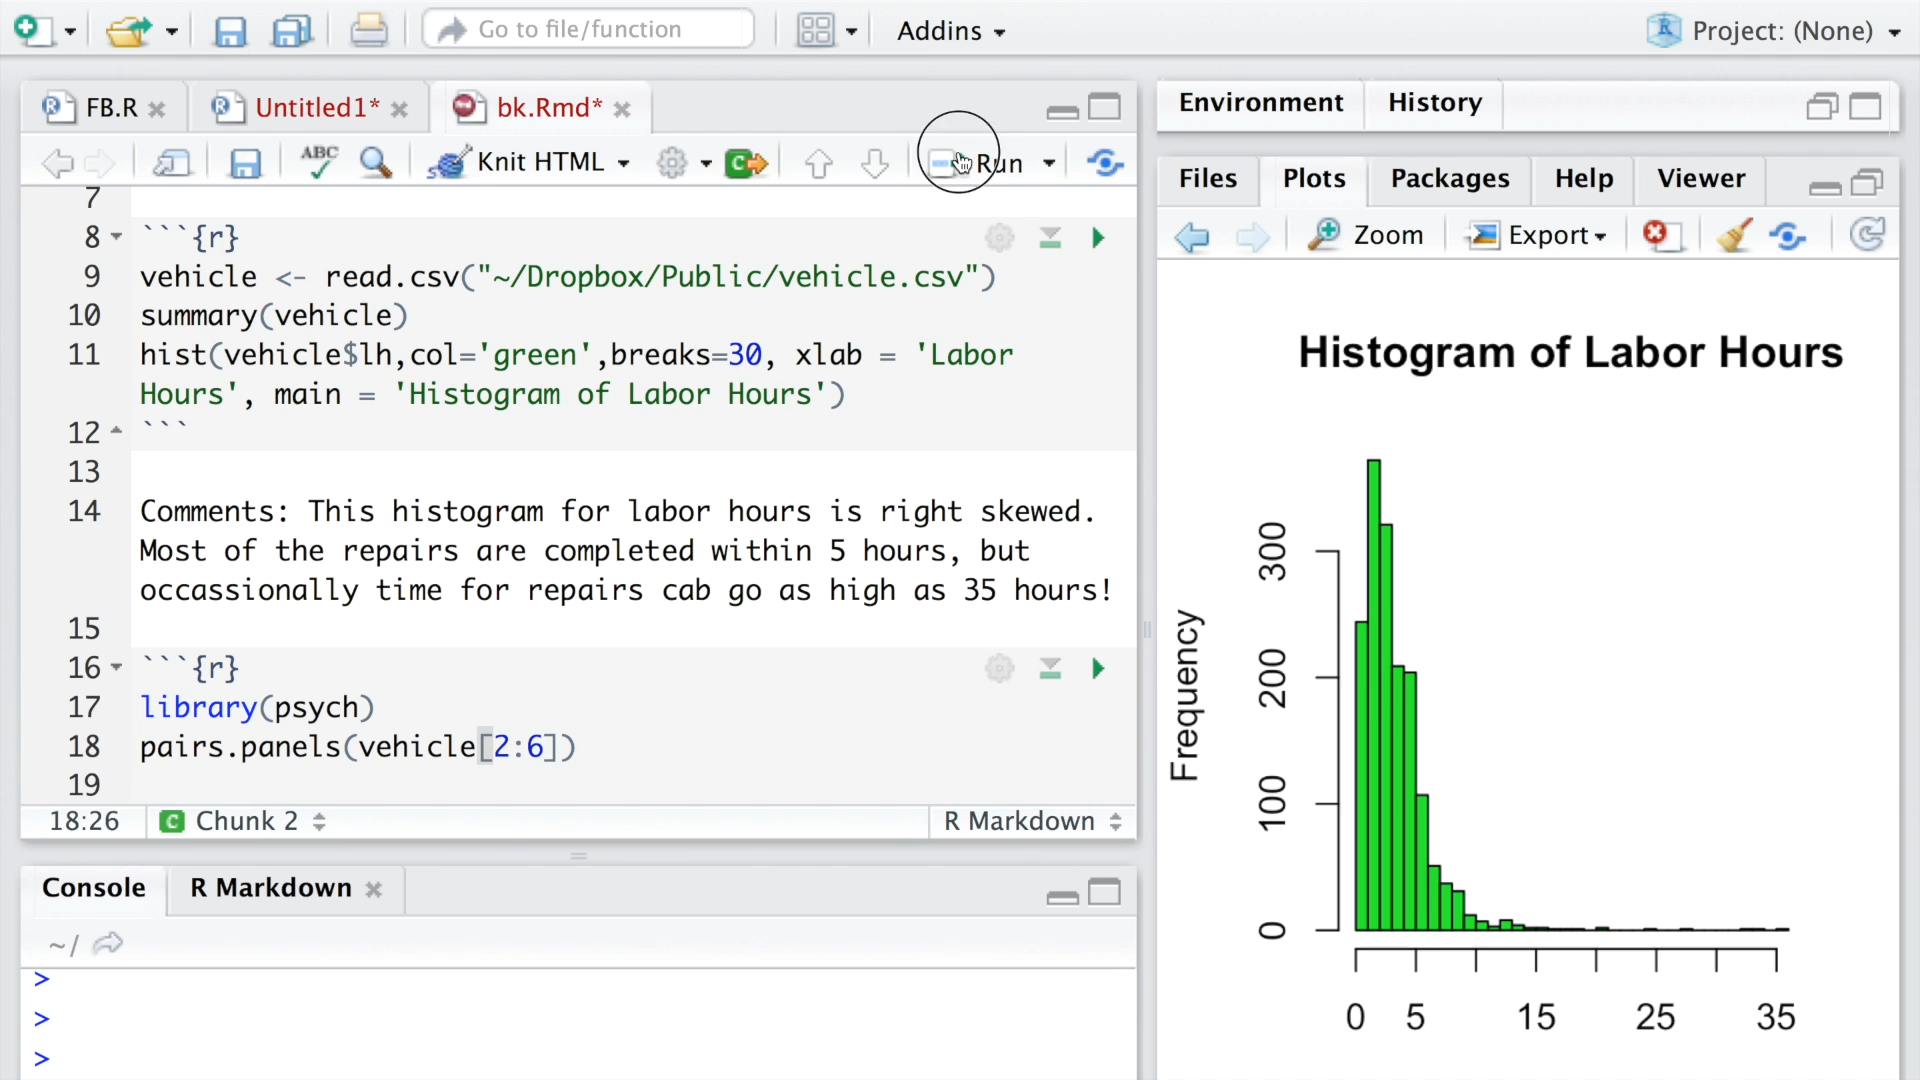 Go to file/function
Addins
Project: (None)
FB.R
Untitled1*
bk.Rmd*
Environment
History
ABC
Knit HTML
Run
Files
Plots
Packages
Help
Viewer
Zoom
Export
7
8 ```{r}
9 vehicle <- read.csv("~/Dropbox/Public/vehicle.csv")
10 summary(vehicle)
11 hist(vehicle$lh,col='green',breaks=30, xlab = 'Labor
Hours', main = 'Histogram of Labor Hours')
12 ```
13
14 Comments: This histogram for labor hours is right skewed.
Most of the repairs are completed within 5 hours, but
occassionally time for repairs cab go as high as 35 hours!
15
16 ```{r}
17 library(psych)
18 pairs.panels(vehicle[2:6])
19
18:26
C Chunk 2
R Markdown
Console
R Markdown
~/
>
>
>
Histogram of Labor Hours
Frequency
300
200
100
0
0 5 15 25 35